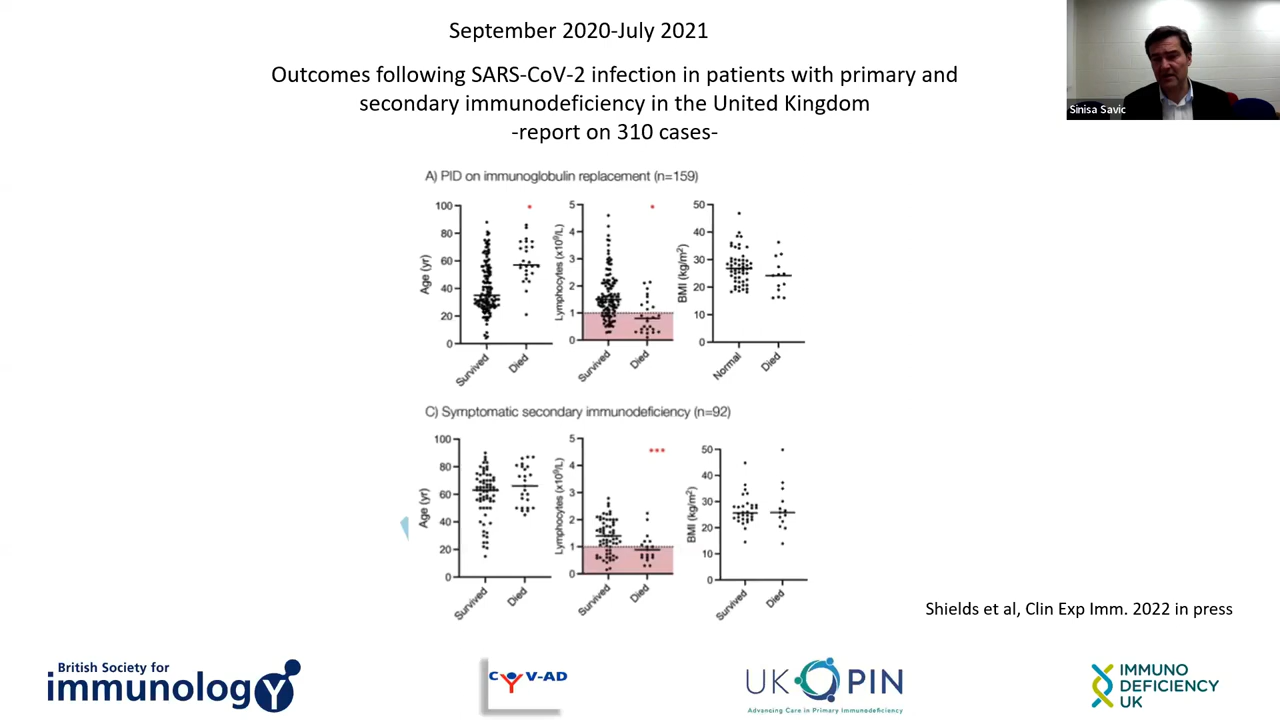 September 2020-July 2021
Outcomes following SARS-CoV-2 infection in patients with primary and
secondary immunodeficiency in the United Kingdom
-report on 310 cases-
Sinisa Savic
A) PID on immunoglobulin replacement (n=159)
100
80
60
40
20
0
Age (yr)
*
Survived
Died
5
4
3
2
1
0
Lymphocytes (x10⁹/L)
*
Survived
Died
50
40
30
20
10
0
BMI (kg/m²)
Normal
Died
C) Symptomatic secondary immunodeficiency (n=92)
100
80
60
40
20
0
Age (yr)
Survived
Died
5
4
3
2
1
0
Lymphocytes (x10⁹/L)
***
Survived
Died
50
40
30
20
10
0
BMI (kg/m²)
Survived
Died
Shields et al, Clin Exp Imm. 2022 in press
British Society for
immunology
COV-AD
UK PIN
Advancing Care in Primary Immunodeficiency
IMMUNO
DEFICIENCY
UK